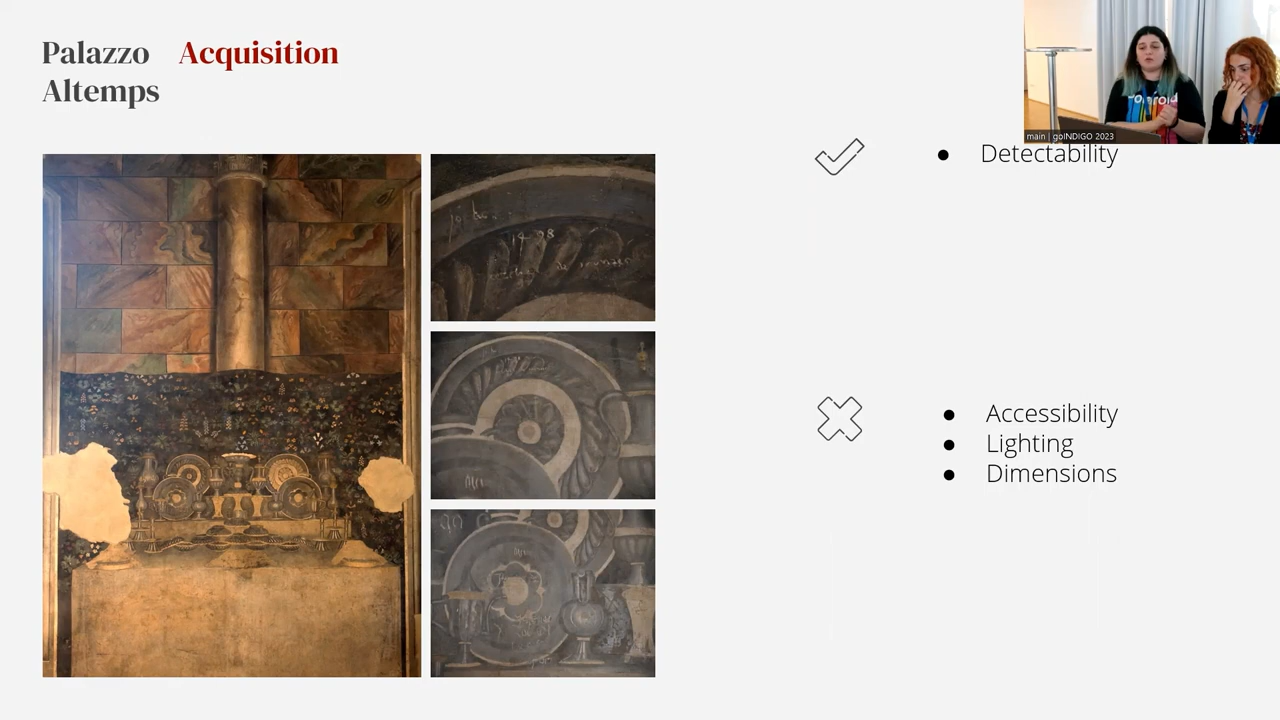 Palazzo Acquisition
Altemps
main | goINDIGO 2023
Detectability
Accessibility
Lighting
Dimensions